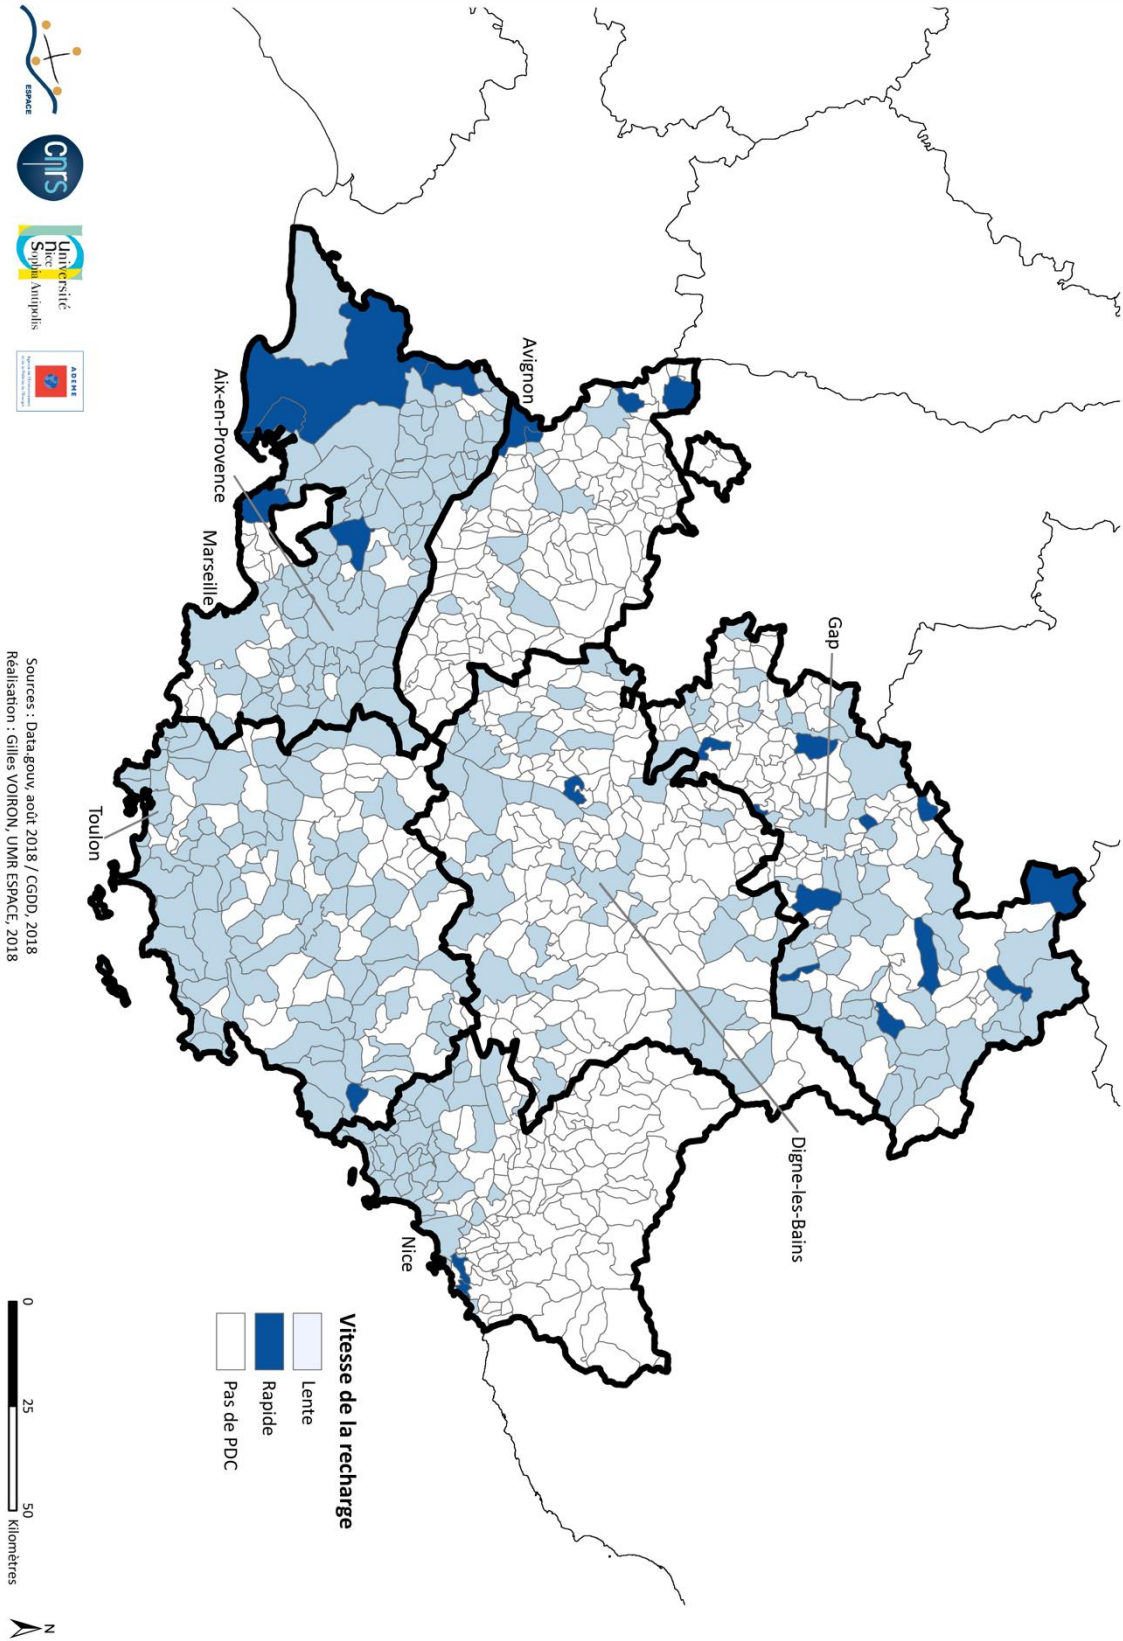 Gap
Avignon
Digne-les-Bains
Aix-en-Provence
Marseille
Nice
Toulon
Vitesse de la recharge
Lente
Rapide
Pas de PDC
0 25 50
Kilomètres
N
ESPACE
cnrs
Université
Nice
Sophia Antipolis
ADEME
Sources : Data.gouv, août 2018 / CGDD, 2018
Réalisation : Gilles VOIRON, UMR ESPACE, 2018